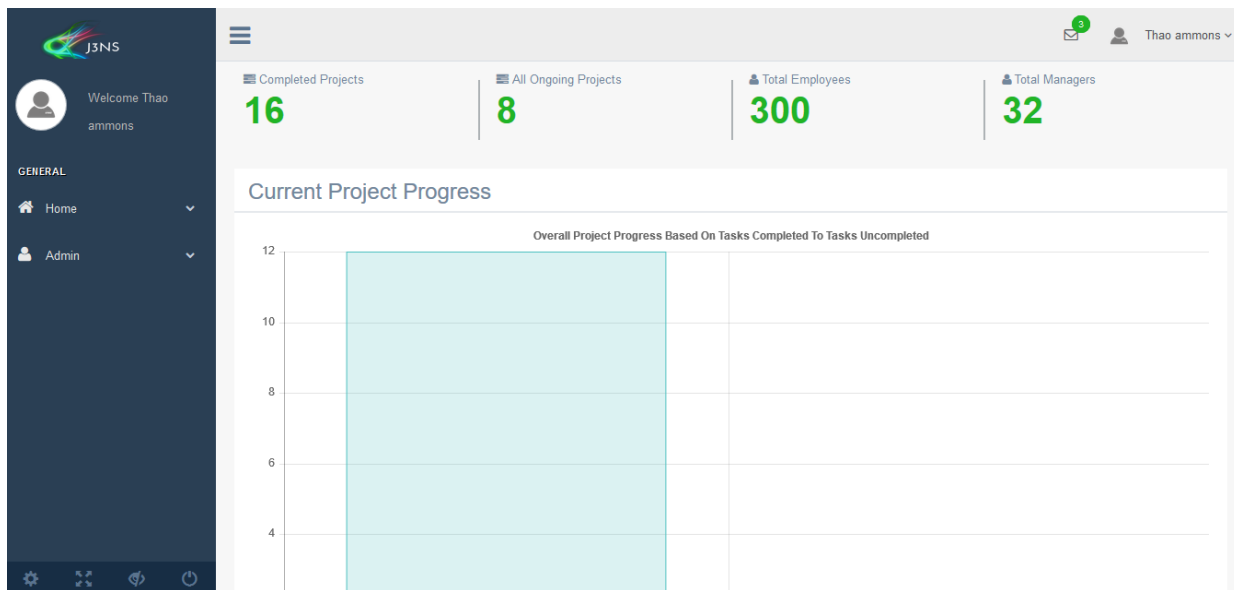 J3NS
Welcome Thao
ammons
GENERAL
Home
Admin
3
Thao ammons
Completed Projects
16
All Ongoing Projects
8
Total Employees
300
Total Managers
32
Current Project Progress
Overall Project Progress Based On Tasks Completed To Tasks Uncompleted
12
10
8
6
4